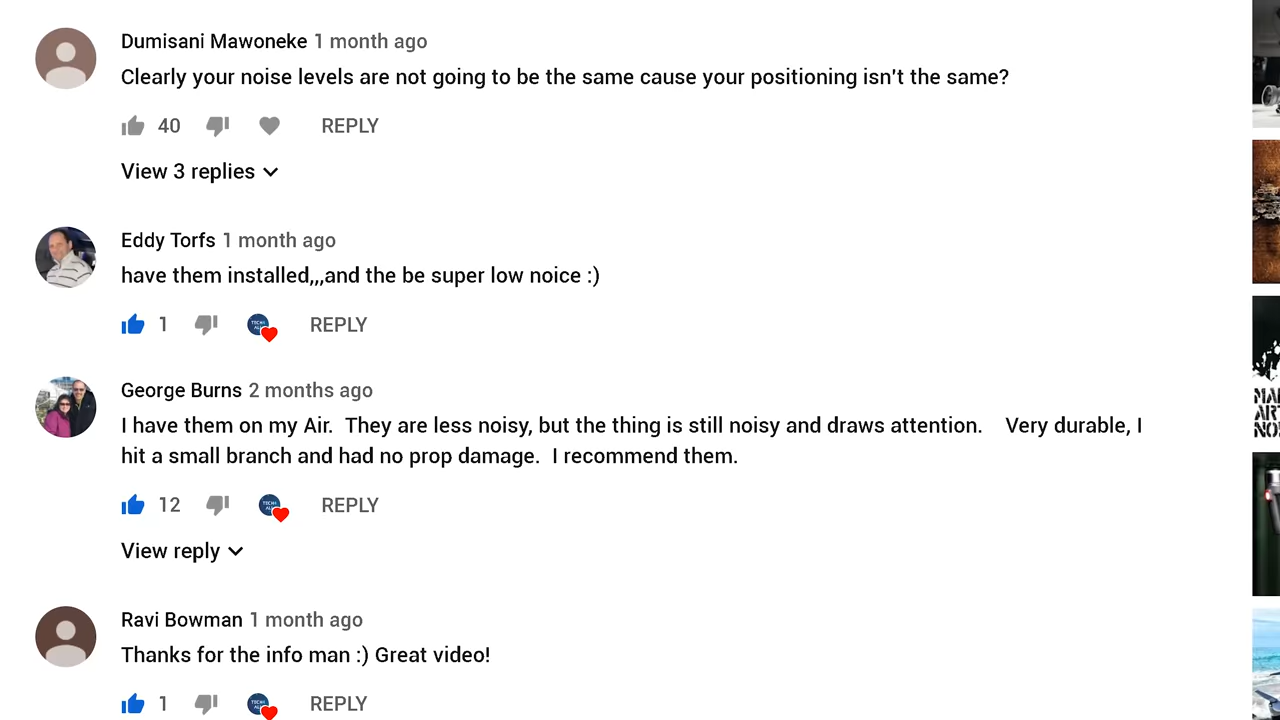 Dumisani Mawoneke 1 month ago
Clearly your noise levels are not going to be the same cause your positioning isn't the same?
40 REPLY
View 3 replies
Eddy Torfs 1 month ago
have them installed,,,and the be super low noice :)
1 REPLY
George Burns 2 months ago
I have them on my Air.  They are less noisy, but the thing is still noisy and draws attention.    Very durable, I
hit a small branch and had no prop damage.  I recommend them.
12 REPLY
View reply
Ravi Bowman 1 month ago
Thanks for the info man :) Great video!
1 REPLY